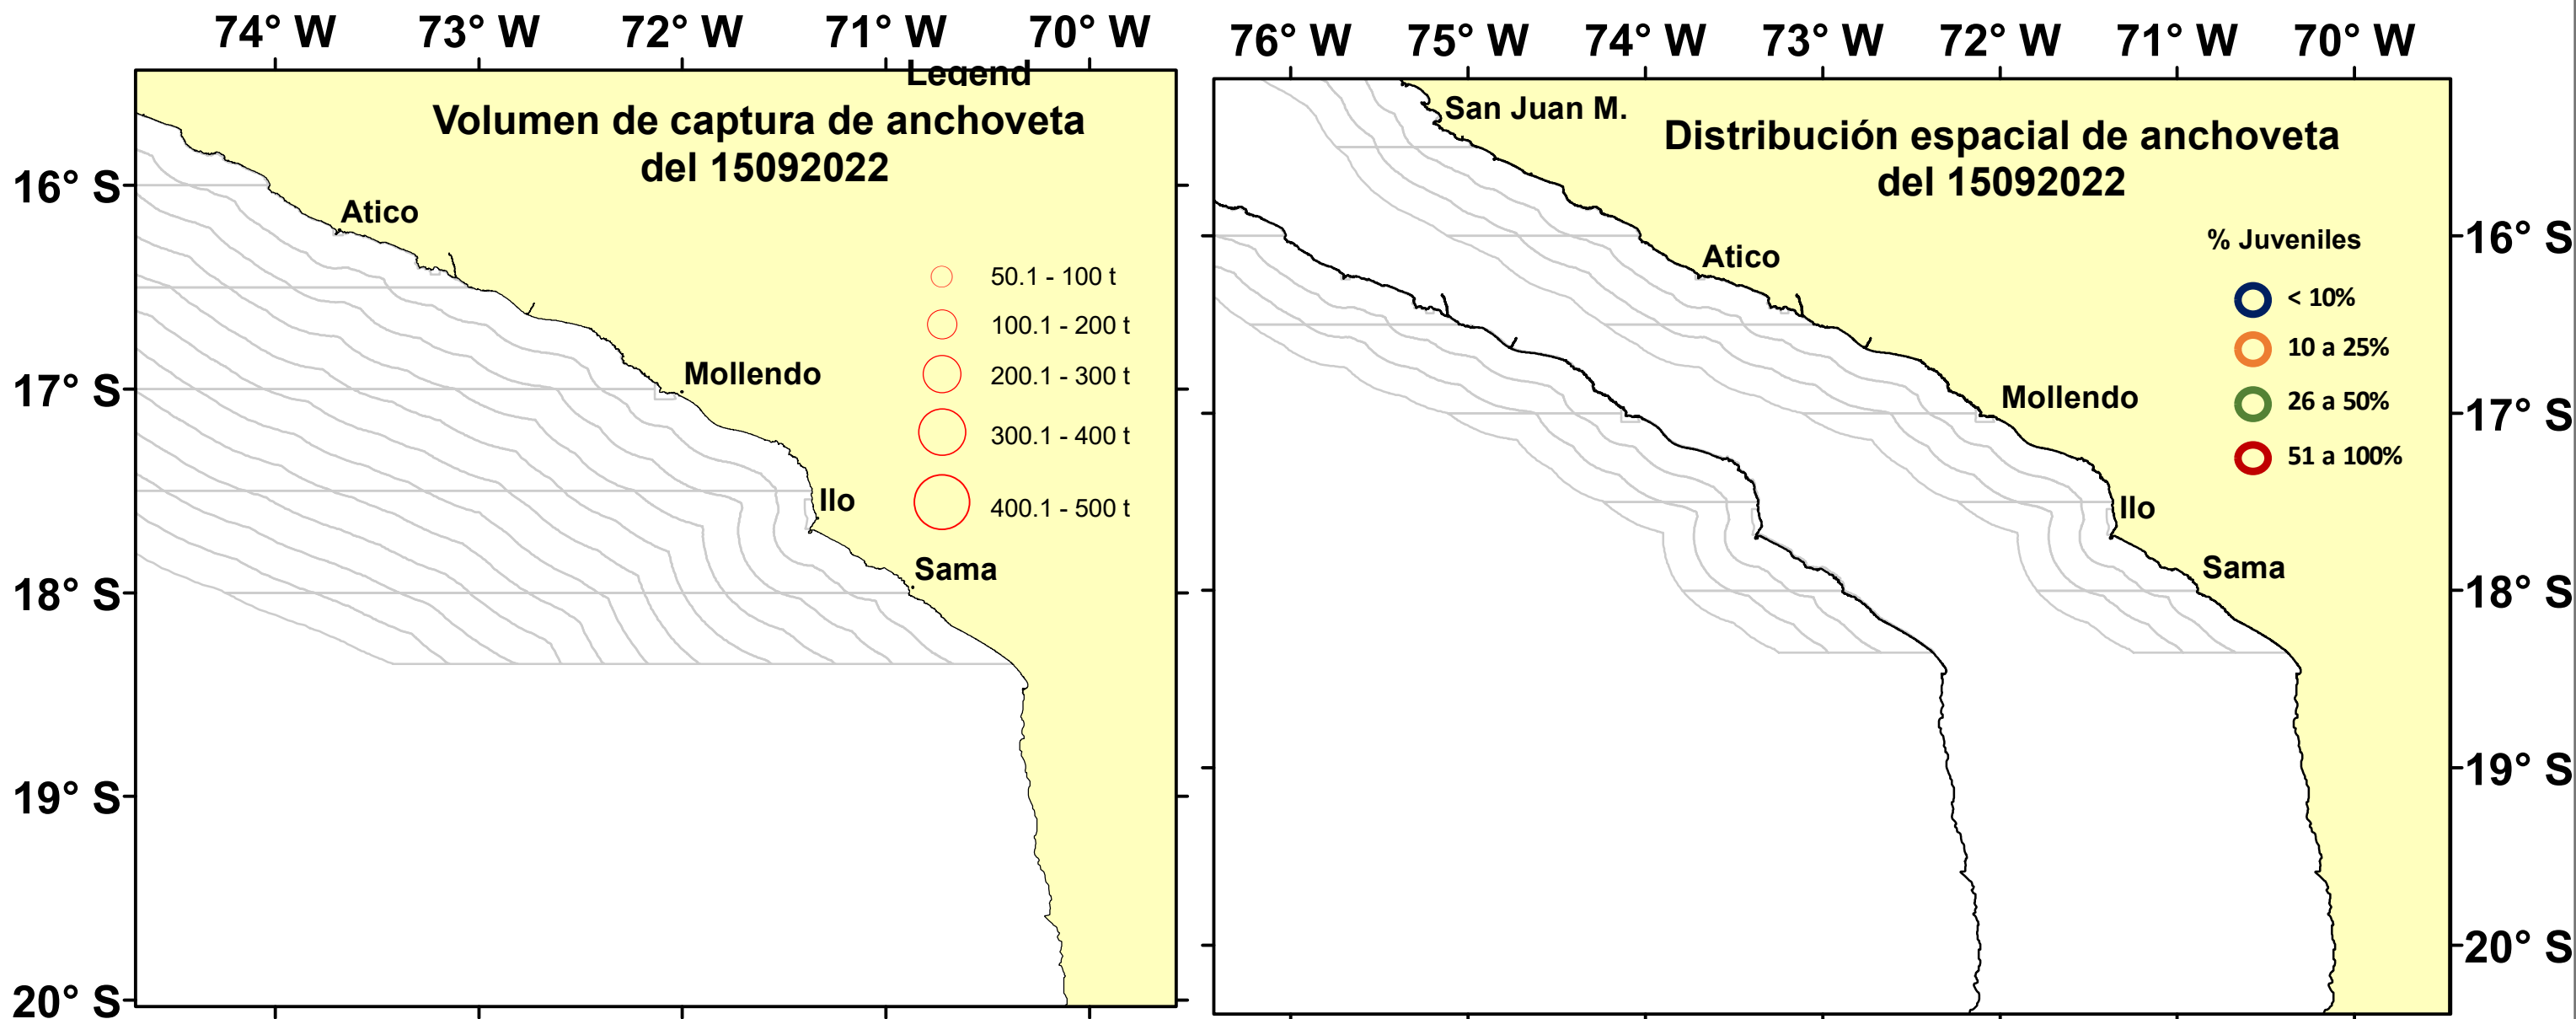 74° W 73° W 72° W 71° W 70° W
Legend
Volumen de captura de anchoveta
del 15092022
16° S
Atico
50.1 - 100 t
100.1 - 200 t
17° S
Mollendo
200.1 - 300 t
300.1 - 400 t
Ilo
400.1 - 500 t
18° S
Sama
19° S
20° S
76° W 75° W 74° W 73° W 72° W 71° W 70° W
San Juan M.
Distribución espacial de anchoveta
del 15092022
% Juveniles
16° S
Atico
< 10%
10 a 25%
Mollendo
26 a 50%
17° S
51 a 100%
Ilo
Sama
18° S
19° S
20° S